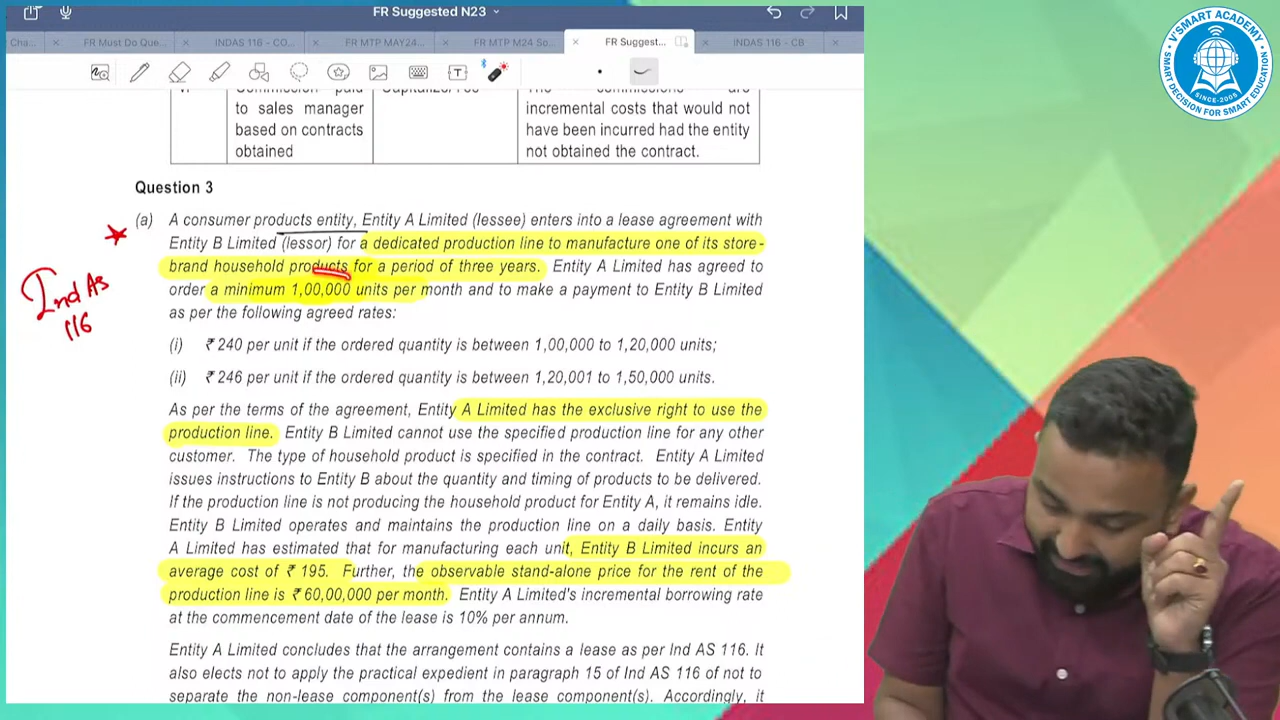 FR Suggested N23
Cha...
FR Must Do Que...
INDAS 116 - CO...
FR MTP MAY24...
FR MTP M24 So...
FR Suggest...
INDAS 116 - CB
V'SMART ACADEMY
SINCE-2005
SMART DECISION FOR SMART EDUCATION
to sales manager
based on contracts
obtained
incremental costs that would not
have been incurred had the entity
not obtained the contract.
Question 3
(a) A consumer products entity, Entity A Limited (lessee) enters into a lease agreement with
Entity B Limited (lessor) for a dedicated production line to manufacture one of its store-
brand household products for a period of three years. Entity A Limited has agreed to
order a minimum 1,00,000 units per month and to make a payment to Entity B Limited
as per the following agreed rates:
Ind As
116
(i) ₹ 240 per unit if the ordered quantity is between 1,00,000 to 1,20,000 units;
(ii) ₹ 246 per unit if the ordered quantity is between 1,20,001 to 1,50,000 units.
As per the terms of the agreement, Entity A Limited has the exclusive right to use the
production line. Entity B Limited cannot use the specified production line for any other
customer. The type of household product is specified in the contract. Entity A Limited
issues instructions to Entity B about the quantity and timing of products to be delivered.
If the production line is not producing the household product for Entity A, it remains idle.
Entity B Limited operates and maintains the production line on a daily basis. Entity
A Limited has estimated that for manufacturing each unit, Entity B Limited incurs an
average cost of ₹ 195. Further, the observable stand-alone price for the rent of the
production line is ₹ 60,00,000 per month. Entity A Limited's incremental borrowing rate
at the commencement date of the lease is 10% per annum.
Entity A Limited concludes that the arrangement contains a lease as per Ind AS 116. It
also elects not to apply the practical expedient in paragraph 15 of Ind AS 116 of not to
separate the non-lease component(s) from the lease component(s). Accordingly, it